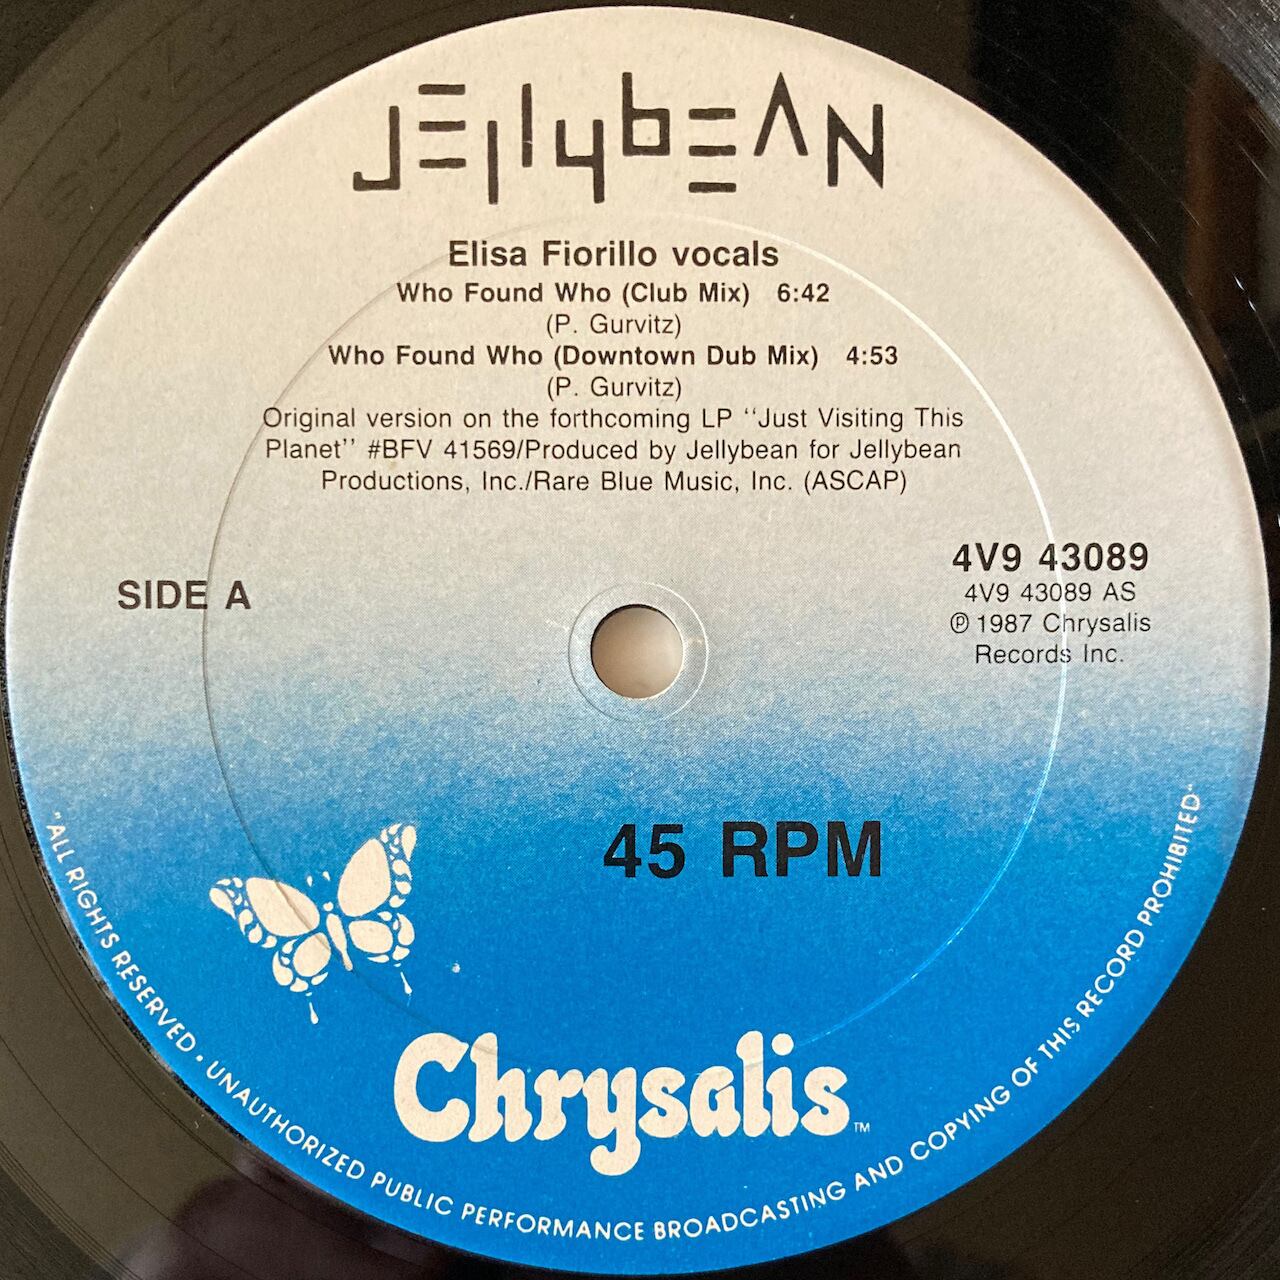 JELLYBEAN
Elisa Fiorillo vocals
Who Found Who (Club Mix) 6:42
(P. Gurvitz)
Who Found Who (Downtown Dub Mix) 4:53
(P. Gurvitz)
Original version on the forthcoming LP ‘‘Just Visiting This
Planet’’ #BFV 41569/Produced by Jellybean for Jellybean
Productions, Inc./Rare Blue Music, Inc. (ASCAP)
SIDE A
4V9 43089
4V9 43089 AS
℗ 1987 Chrysalis
Records Inc.
45 RPM
Chrysalis™
"ALL RIGHTS RESERVED • UNAUTHORIZED PUBLIC PERFORMANCE BROADCASTING AND COPYING OF THIS RECORD PROHIBITED"